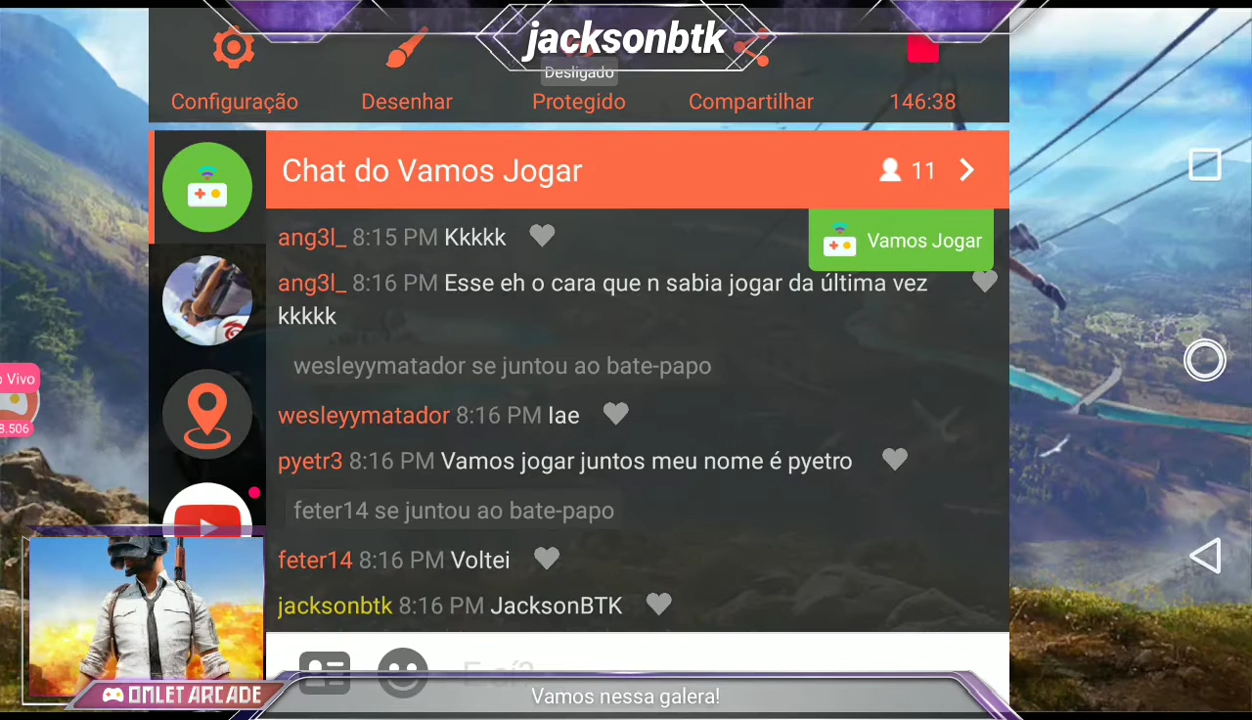 jacksonbtk
Desligado
Configuração
Desenhar
Protegido
Compartilhar
146:38
Chat do Vamos Jogar
11
Vamos Jogar
ang3l_ 8:15 PM Kkkkk
ang3l_ 8:16 PM Esse eh o cara que n sabia jogar da última vez
kkkkk
wesleyymatador se juntou ao bate-papo
wesleyymatador 8:16 PM Iae
pyetr3 8:16 PM Vamos jogar juntos meu nome é pyetro
feter14 se juntou ao bate-papo
feter14 8:16 PM Voltei
jacksonbtk 8:16 PM JacksonBTK
o Vivo
8.506
E aí?
OMLET ARCADE
Vamos nessa galera!